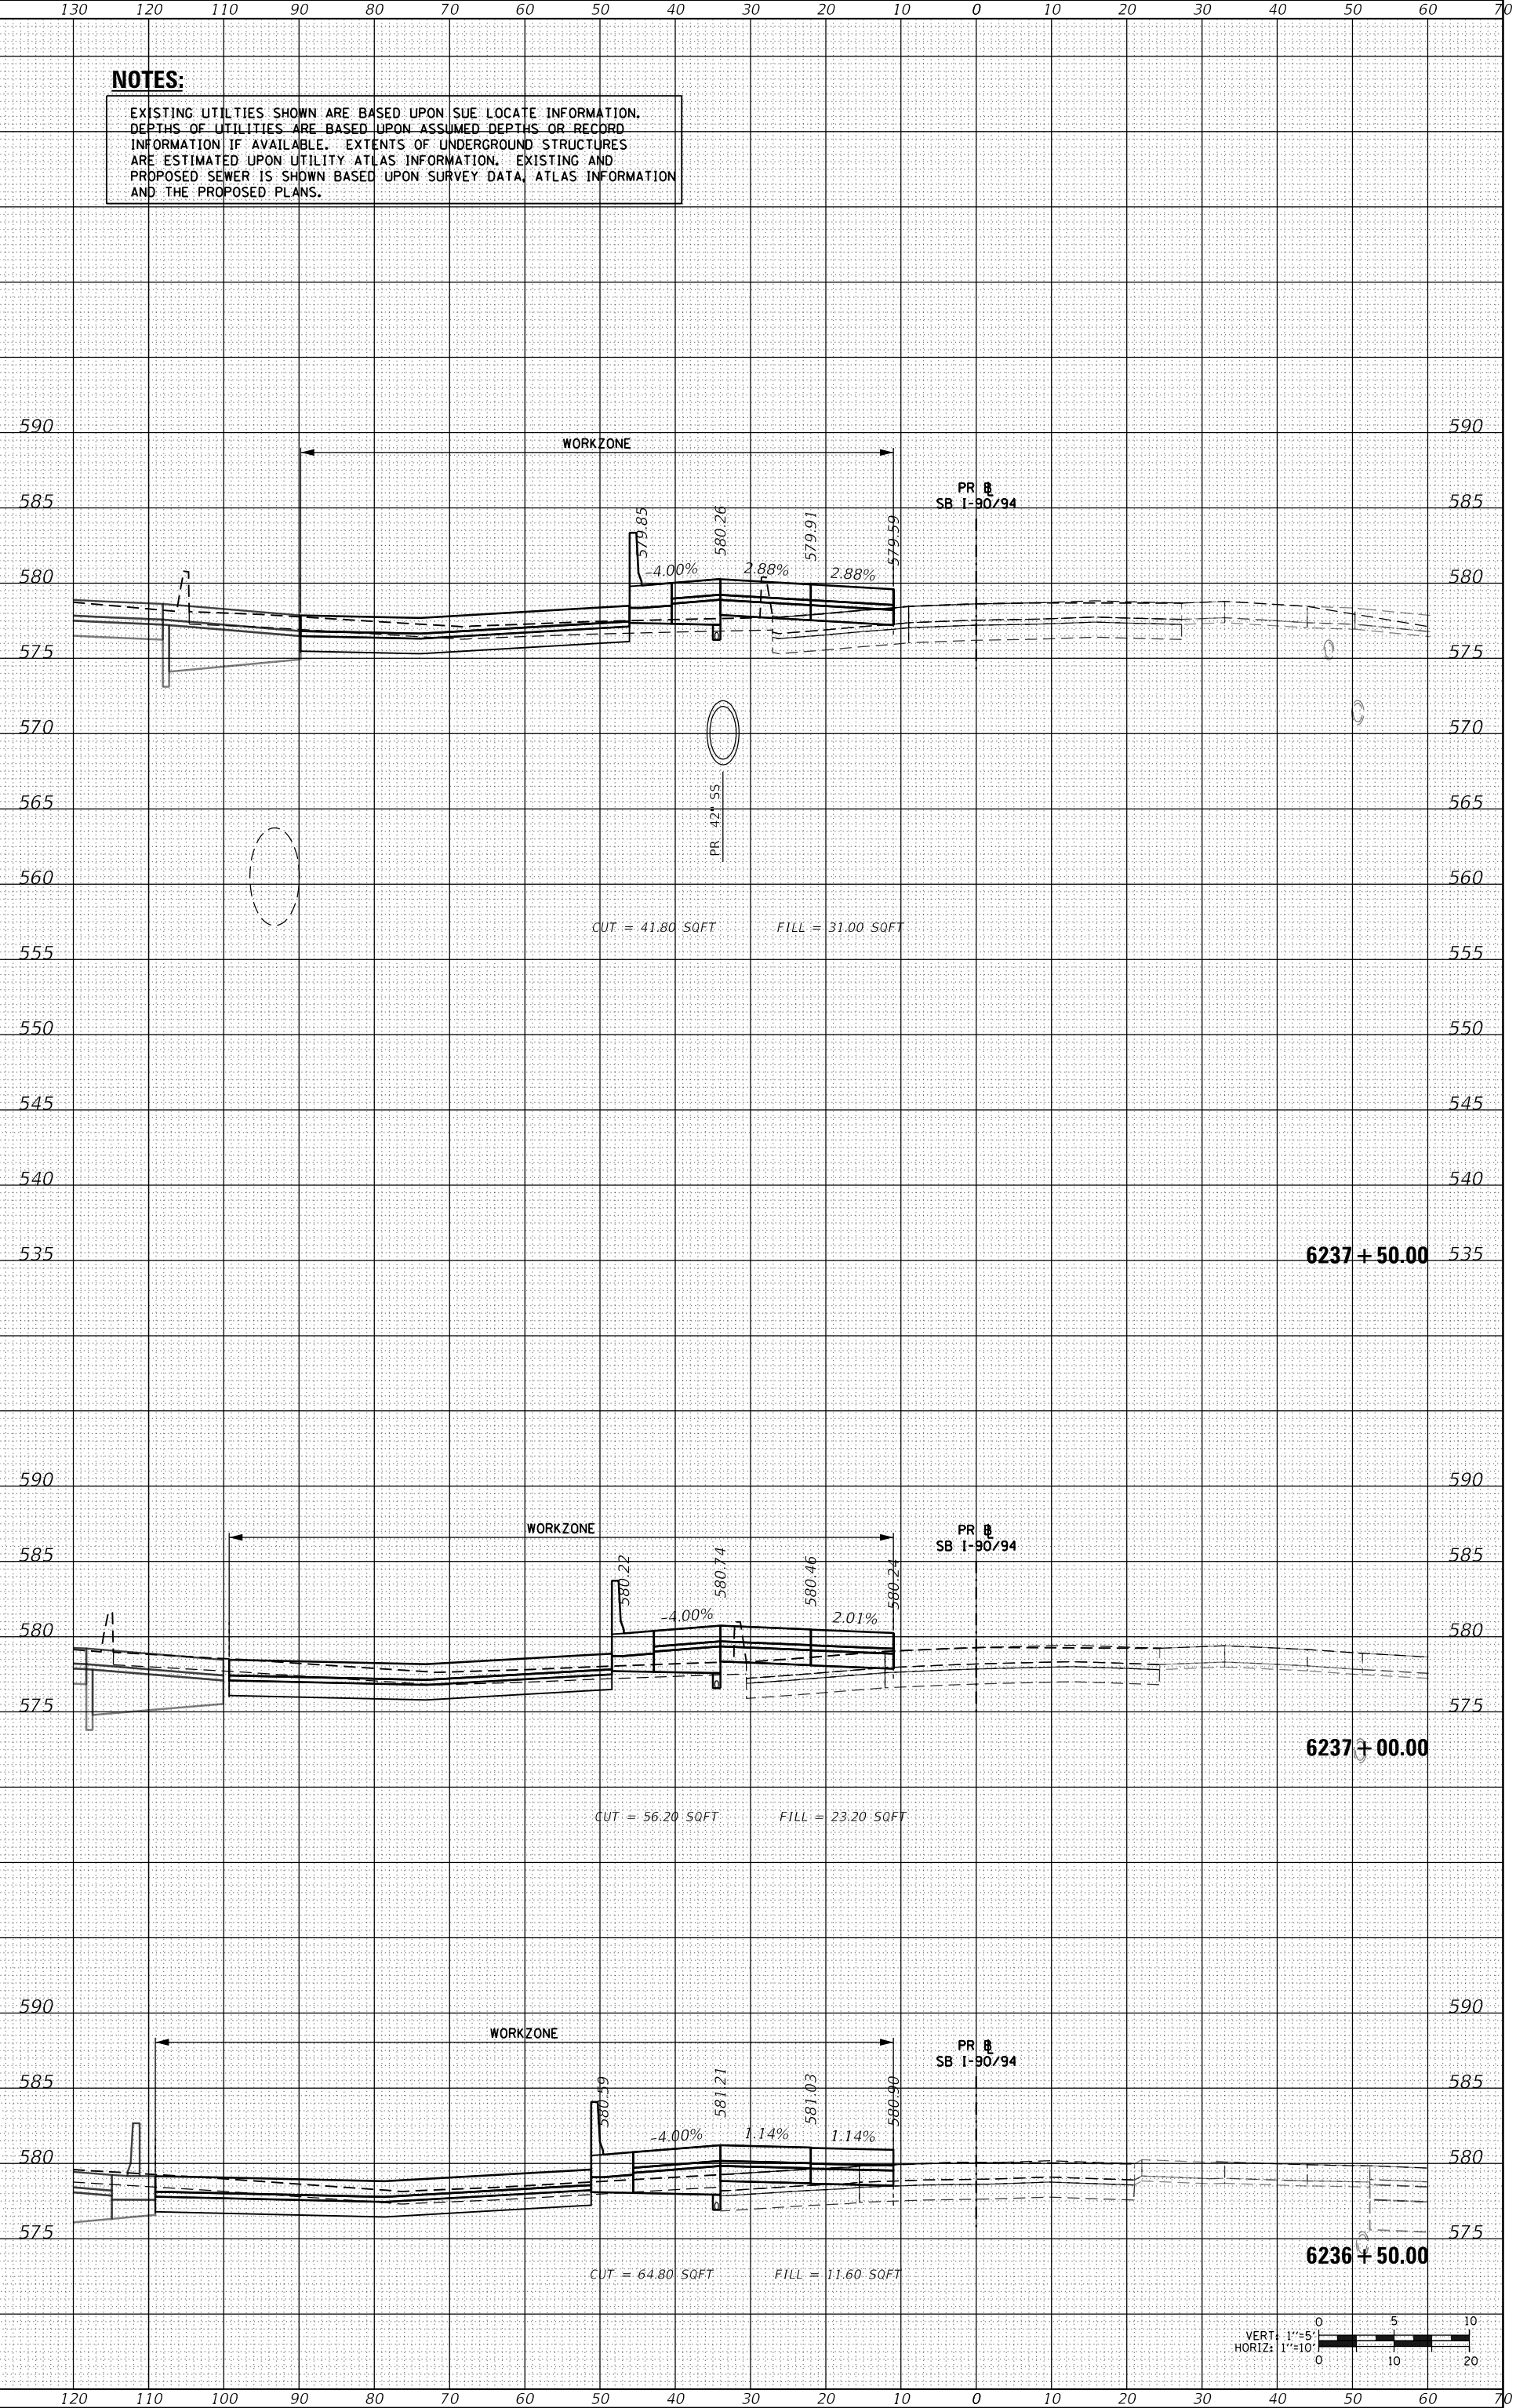 130 120 110 100 90 80 70 60 50 40 30 20 10 0 10 20 30 40 50 60 70
NOTES:
EXISTING UTILTIES SHOWN ARE BASED UPON SUE LOCATE INFORMATION.
DEPTHS OF UTILITIES ARE BASED UPON ASSUMED DEPTHS OR RECORD
INFORMATION IF AVAILABLE. EXTENTS OF UNDERGROUND STRUCTURES
ARE ESTIMATED UPON UTILITY ATLAS INFORMATION. EXISTING AND
PROPOSED SEWER IS SHOWN BASED UPON SURVEY DATA, ATLAS INFORMATION
AND THE PROPOSED PLANS.
590 590
WORKZONE
PR BL
585 SB I-90/94 585
579.85 580.26 579.91 579.59
580 -4.00% 2.88% 2.88% 580
575 575
570 570
PR 42" SS
565 565
560 560
CUT = 41.80 SQFT FILL = 31.00 SQFT
555 555
550 550
545 545
540 540
535 6237+50.00 535
590 590
WORKZONE
PR BL
SB I-90/94
585 585
580.22 580.74 580.46 580.24
-4.00% 2.01%
580 580
575 575
6237+00.00
CUT = 56.20 SQFT FILL = 23.20 SQFT
590 590
WORKZONE
PR BL
SB I-90/94
585 585
580.59 581.21 581.03 580.90
-4.00% 1.14% 1.14%
580 580
575 575
6236+50.00
CUT = 64.80 SQFT FILL = 11.60 SQFT
0 5 10
VERT: 1"=5'
HORIZ: 1"=10'
0 10 20
130 120 110 100 90 80 70 60 50 40 30 20 10 0 10 20 30 40 50 60 70